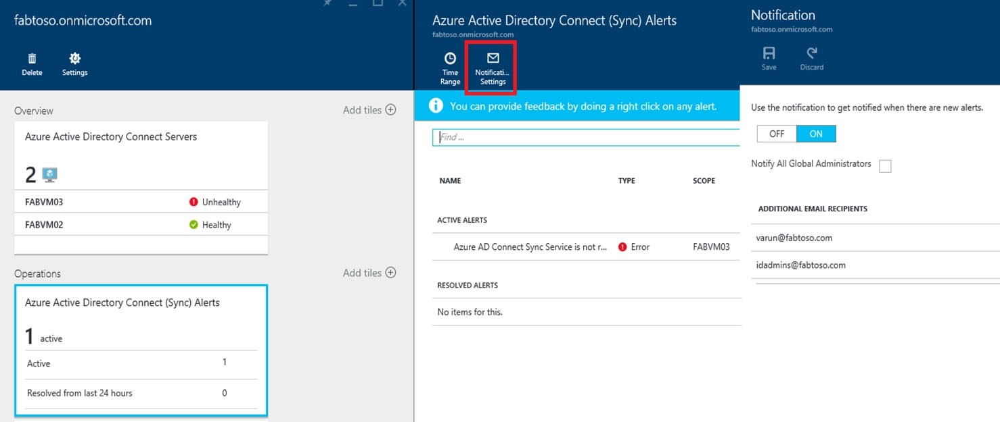 fabtoso.onmicrosoft.com
Delete
Settings
Overview
Add tiles
Azure Active Directory Connect Servers
2
FABVM03 Unhealthy
FABVM02 Healthy
Operations
Add tiles
Azure Active Directory Connect (Sync) Alerts
1 active
Active 1
Resolved from last 24 hours 0
Azure Active Directory Connect (Sync) Alerts
fabtoso.onmicrosoft.com
Time
Range
Notificati...
Settings
You can provide feedback by doing a right click on any alert.
Find ...
NAME TYPE SCOPE
ACTIVE ALERTS
Azure AD Connect Sync Service is not r... Error FABVM03
RESOLVED ALERTS
No items for this.
Notification
fabtoso.onmicrosoft.com
Save
Discard
Use the notification to get notified when there are new alerts.
OFF ON
Notify All Global Administrators
ADDITIONAL EMAIL RECIPIENTS
varun@fabtoso.com
idadmins@fabtoso.com